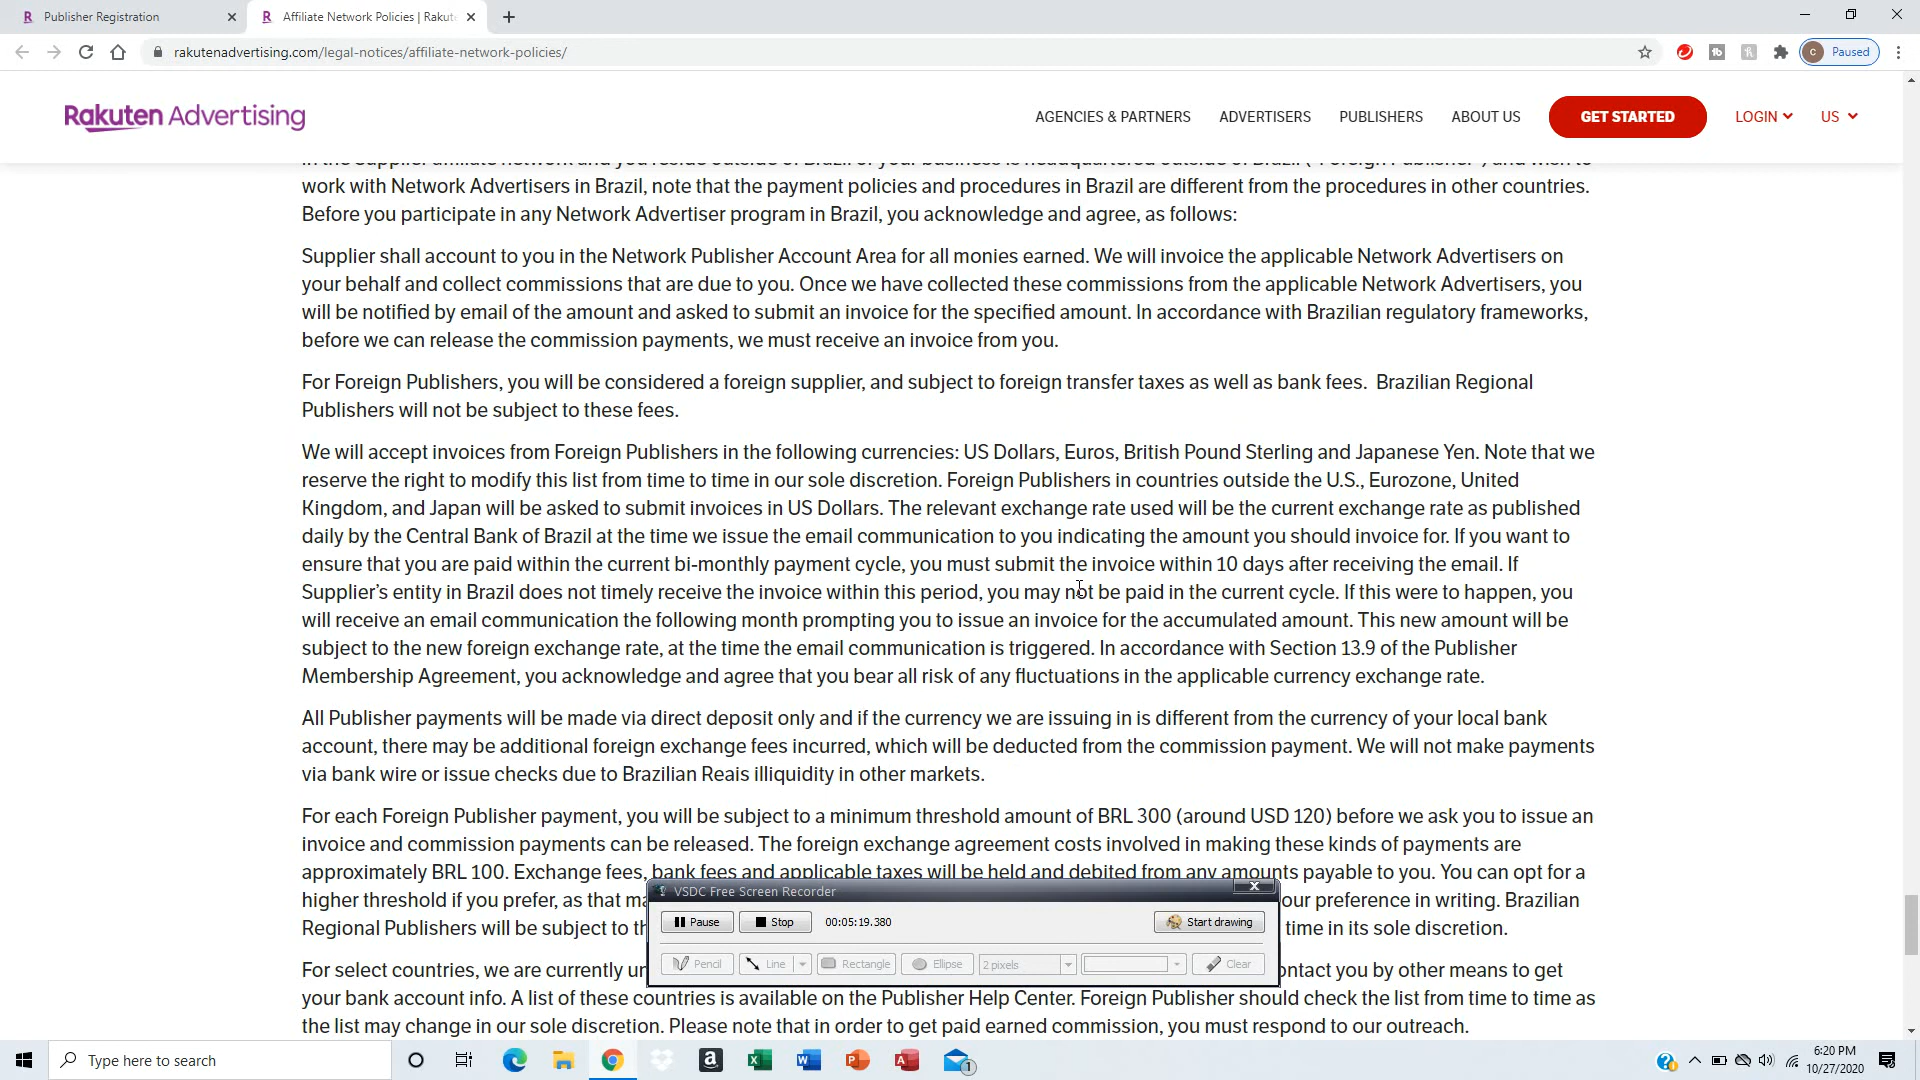 Publisher Registration
Affiliate Network Policies | Rakut
rakutenadvertising.com/legal-notices/affiliate-network-policies/
Paused
Rakuten Advertising
AGENCIES & PARTNERS
ADVERTISERS
PUBLISHERS
ABOUT US
GET STARTED
LOGIN
US
work with Network Advertisers in Brazil, note that the payment policies and procedures in Brazil are different from the procedures in other countries.
Before you participate in any Network Advertiser program in Brazil, you acknowledge and agree, as follows:
Supplier shall account to you in the Network Publisher Account Area for all monies earned. We will invoice the applicable Network Advertisers on
your behalf and collect commissions that are due to you. Once we have collected these commissions from the applicable Network Advertisers, you
will be notified by email of the amount and asked to submit an invoice for the specified amount. In accordance with Brazilian regulatory frameworks,
before we can release the commission payments, we must receive an invoice from you.
For Foreign Publishers, you will be considered a foreign supplier, and subject to foreign transfer taxes as well as bank fees. Brazilian Regional
Publishers will not be subject to these fees.
We will accept invoices from Foreign Publishers in the following currencies: US Dollars, Euros, British Pound Sterling and Japanese Yen. Note that we
reserve the right to modify this list from time to time in our sole discretion. Foreign Publishers in countries outside the U.S., Eurozone, United
Kingdom, and Japan will be asked to submit invoices in US Dollars. The relevant exchange rate used will be the current exchange rate as published
daily by the Central Bank of Brazil at the time we issue the email communication to you indicating the amount you should invoice for. If you want to
ensure that you are paid within the current bi-monthly payment cycle, you must submit the invoice within 10 days after receiving the email. If
Supplier's entity in Brazil does not timely receive the invoice within this period, you may not be paid in the current cycle. If this were to happen, you
will receive an email communication the following month prompting you to issue an invoice for the accumulated amount. This new amount will be
subject to the new foreign exchange rate, at the time the email communication is triggered. In accordance with Section 13.9 of the Publisher
Membership Agreement, you acknowledge and agree that you bear all risk of any fluctuations in the applicable currency exchange rate.
All Publisher payments will be made via direct deposit only and if the currency we are issuing in is different from the currency of your local bank
account, there may be additional foreign exchange fees incurred, which will be deducted from the commission payment. We will not make payments
via bank wire or issue checks due to Brazilian Reais illiquidity in other markets.
For each Foreign Publisher payment, you will be subject to a minimum threshold amount of BRL 300 (around USD 120) before we ask you to issue an
invoice and commission payments can be released. The foreign exchange agreement costs involved in making these kinds of payments are
approximately BRL 100. Exchange fees, bank fees and applicable taxes will be held and debited from any amounts payable to you. You can opt for a
higher threshold if you prefer, as that our preference in writing. Brazilian
Regional Publishers will be subject to time in its sole discretion.
For select countries, we are currently ontact you by other means to get
your bank account info. A list of these countries is available on the Publisher Help Center. Foreign Publisher should check the list from time to time as
the list may change in our sole discretion. Please note that in order to get paid earned commission, you must respond to our outreach.
VSDC Free Screen Recorder
Pause
Stop
00:05:19.380
Start drawing
Pencil
Line
Rectangle
Ellipse
2 pixels
Clear
Type here to search
6:20 PM
10/27/2020